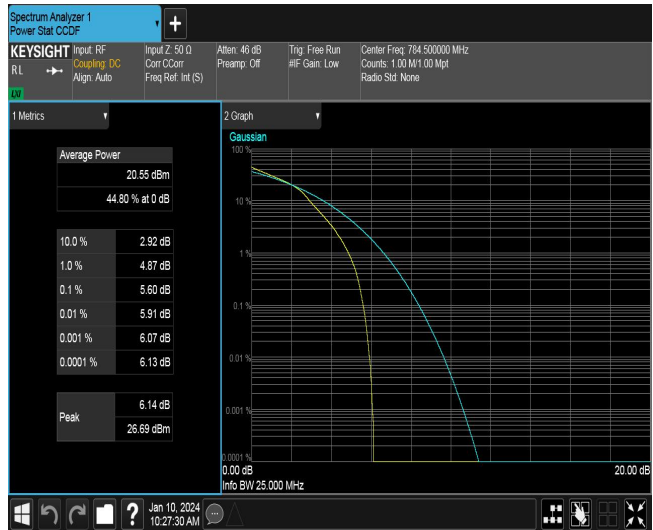 Spectrum Analyzer 1
Power Stat CCDF
+
KEYSIGHT
RL
LXI
Input: RF
Coupling: DC
Align: Auto
Input Z: 50 Ω
Corr CCorr
Freq Ref: Int (S)
Atten: 46 dB
Preamp: Off
Trig: Free Run
#IF Gain: Low
Center Freq: 784.500000 MHz
Counts: 1.00 M/1.00 Mpt
Radio Std: None
1 Metrics
Average Power
20.55 dBm
44.80 % at 0 dB
10.0 % 2.92 dB
1.0 % 4.87 dB
0.1 % 5.60 dB
0.01 % 5.91 dB
0.001 % 6.07 dB
0.0001 % 6.13 dB
Peak
6.14 dB
26.69 dBm
2 Graph
Gaussian
100 %
10 %
1 %
0.1 %
0.01 %
0.001 %
0.0001 %
0.00 dB 20.00 dB
Info BW 25.000 MHz
?
Jan 10, 2024
10:27:30 AM